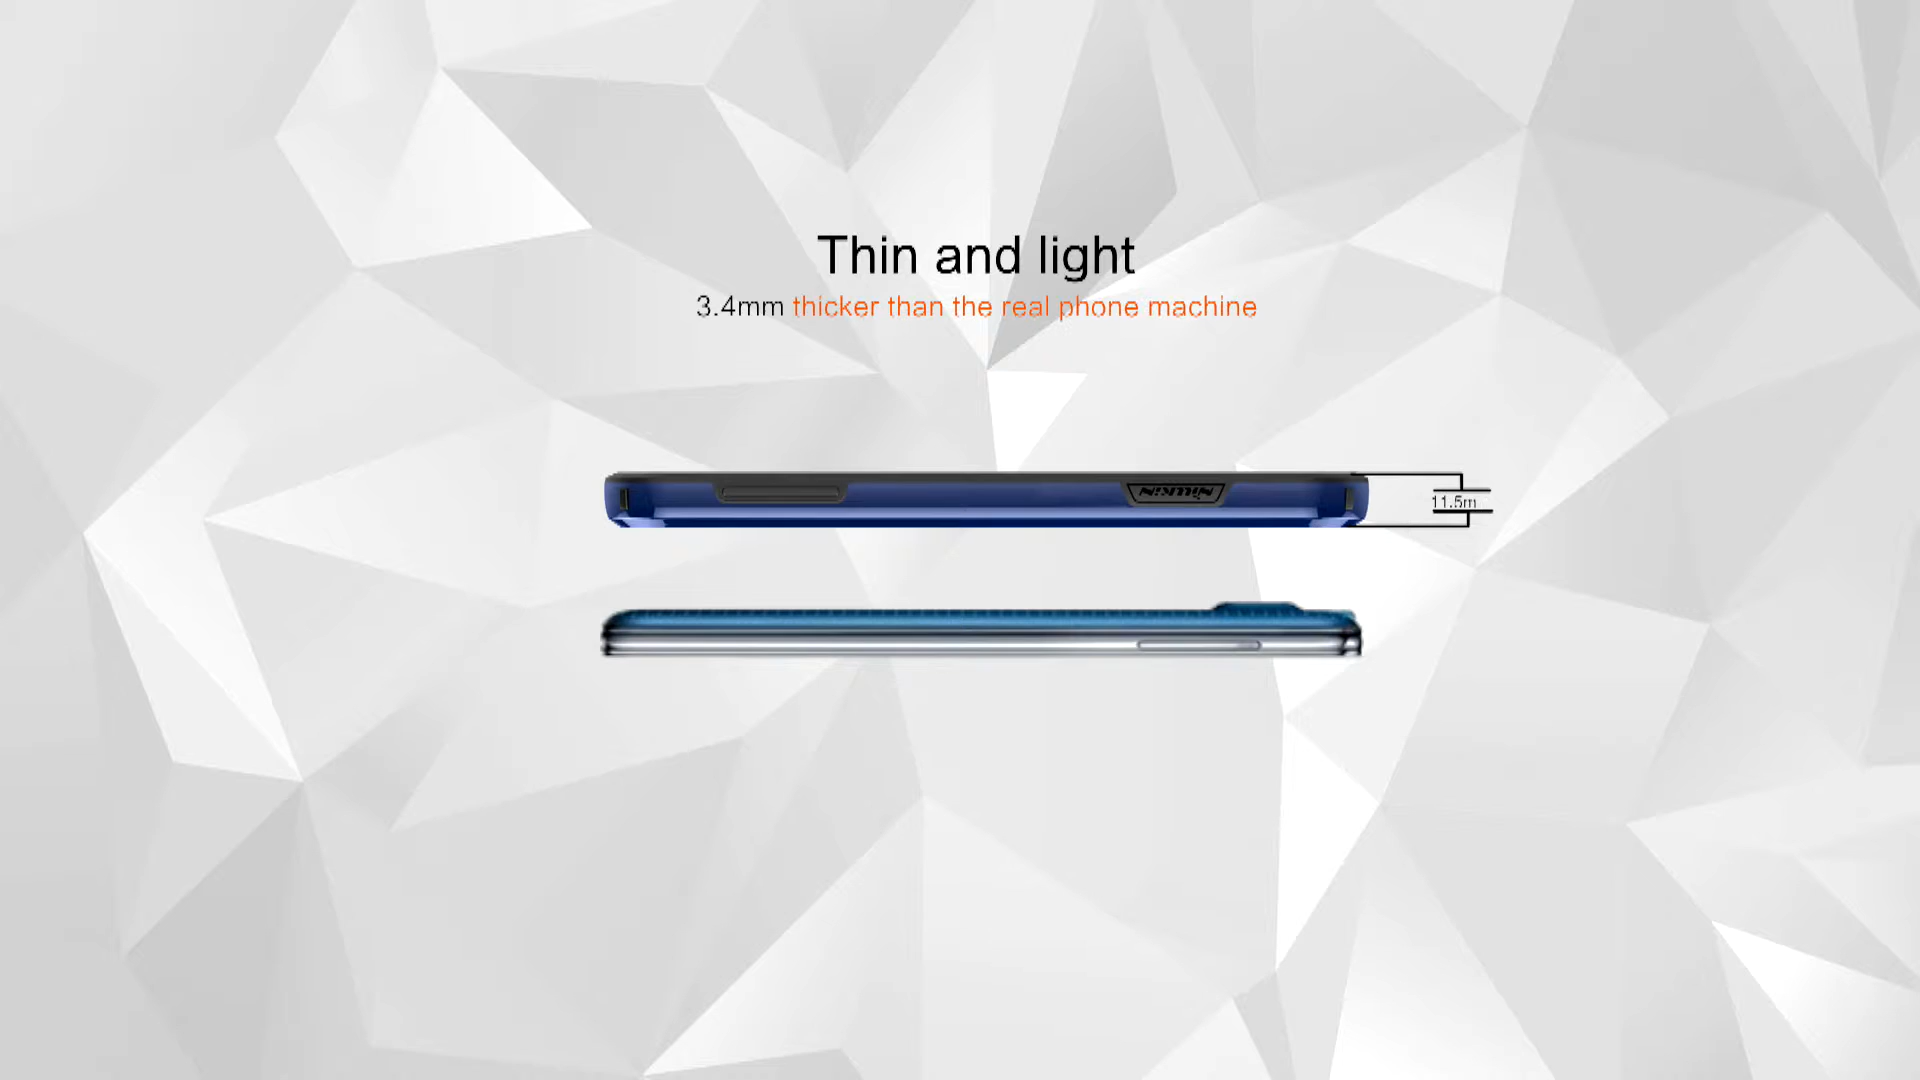 Thin and light
3.4mm thicker than the real phone machine
NILLKIN
11.5m